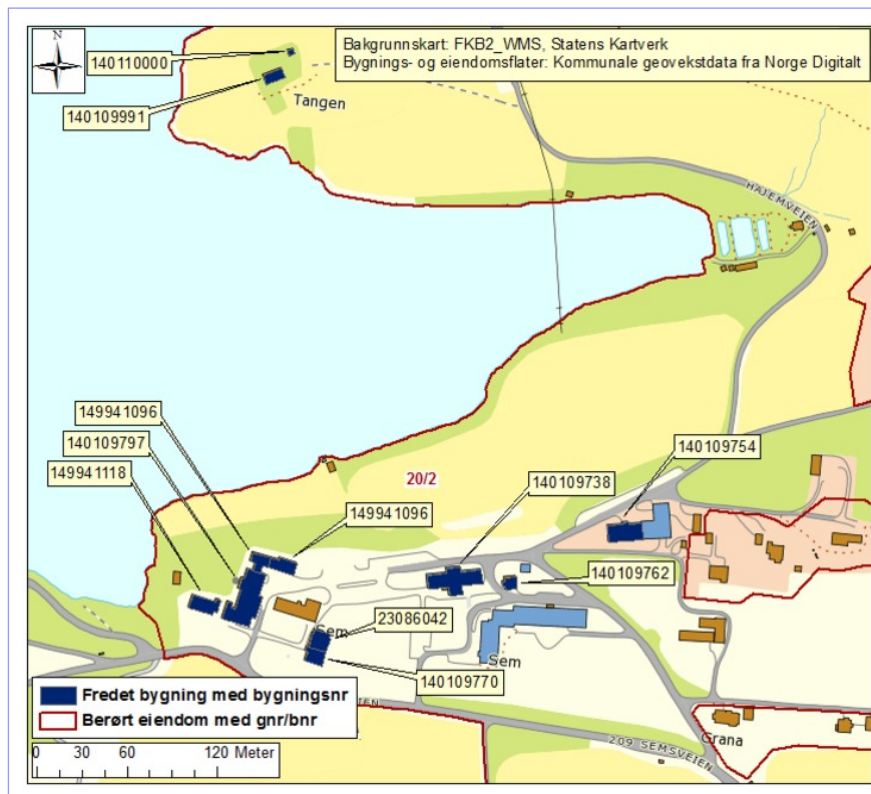 N
Bakgrunnskart: FKB2_WMS, Statens Kartverk
Bygnings- og eiendomsflater: Kommunale geovekstdata fra Norge Digitalt
140110000
140109991
Tangen
HAJEMVEIEN
149941096
140109797
149941118
20/2
140109738
140109754
149941096
140109762
23086042
Sem
Sem
140109770
VEIEN
209 SEMSVEIEN
Grana
Fredet bygning med bygningsnr
Berørt eiendom med gnr/bnr
0 30 60 120 Meter